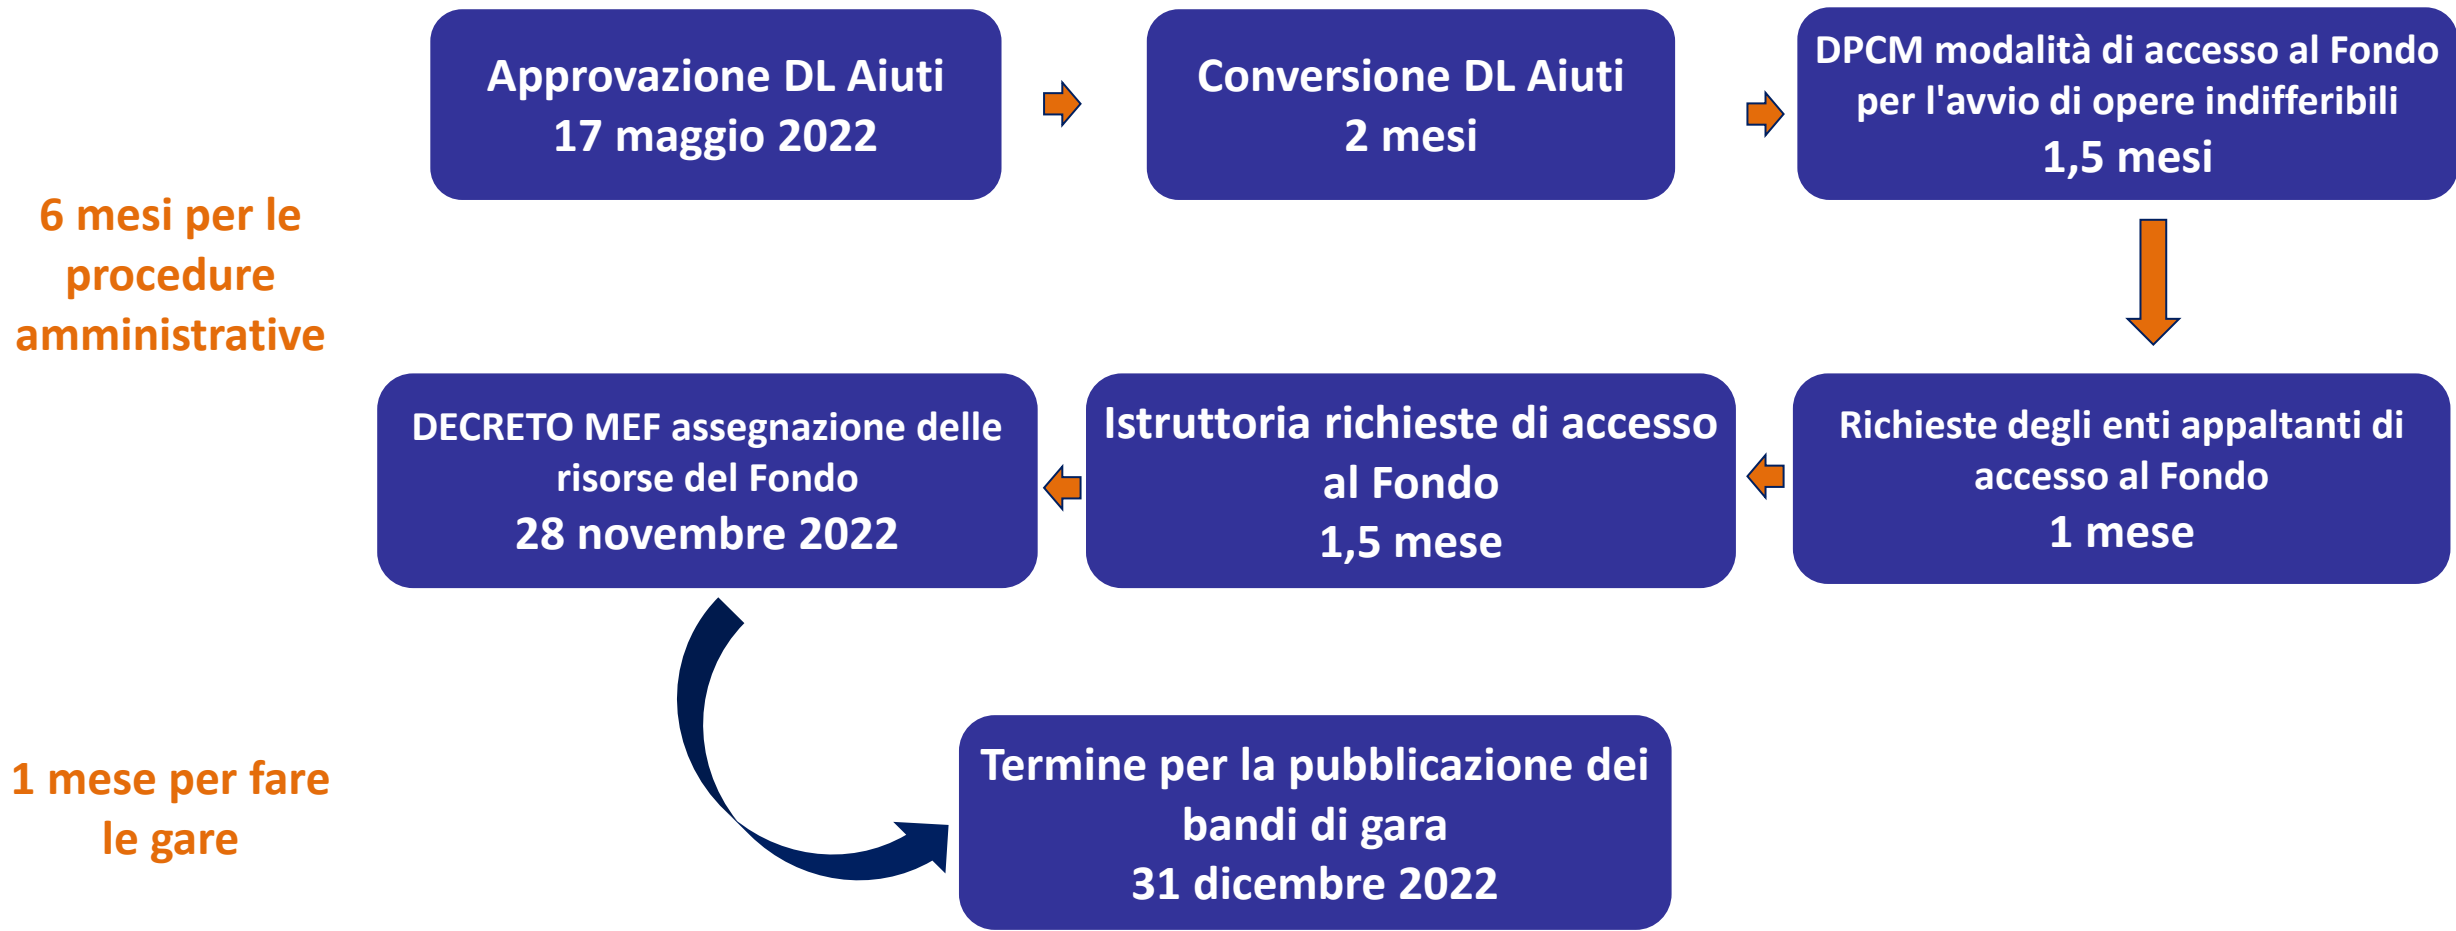 Approvazione DL Aiuti
17 maggio 2022
Conversione DL Aiuti
2 mesi
DPCM modalità di accesso al Fondo
per l'avvio di opere indifferibili
1,5 mesi
6 mesi per le
procedure
amministrative
DECRETO MEF assegnazione delle
risorse del Fondo
28 novembre 2022
Istruttoria richieste di accesso
al Fondo
1,5 mese
Richieste degli enti appaltanti di
accesso al Fondo
1 mese
1 mese per fare
le gare
Termine per la pubblicazione dei
bandi di gara
31 dicembre 2022